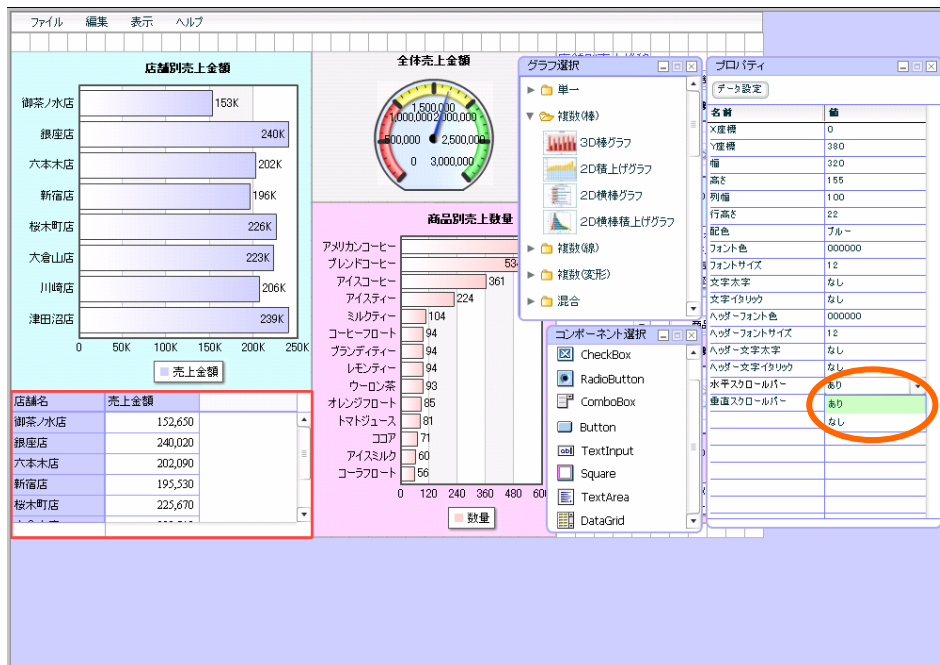 ファイル 編集 表示 ヘルプ
店舗別売上金額
御茶ノ水店 153K
銀座店 240K
六本木店 202K
新宿店 196K
桜木町店 226K
大倉山店 223K
川崎店 206K
津田沼店 239K
0 50K 100K 150K 200K 250K
売上金額
店舗名 売上金額
御茶ノ水店 152,650
銀座店 240,020
六本木店 202,090
新宿店 195,530
桜木町店 225,670
全体売上金額
1,500,000
1,000,000 2,000,000
500,000 2,500,000
0 3,000,000
商品別売上数量
アメリカンコーヒー
ブレンドコーヒー 534
アイスコーヒー 361
アイスティー 224
ミルクティー 104
コーヒーフロート 94
ブランディティー 94
レモンティー 94
ウーロン茶 93
オレンジフロート 85
トマトジュース 81
ココア 71
アイスミルク 60
コーラフロート 56
0 120 240 360 480
数量
グラフ選択
単一
複数(棒)
3D棒グラフ
2D積上げグラフ
2D横棒グラフ
2D横棒積上げグラフ
複数(線)
複数(変形)
混合
コンポーネント選択
CheckBox
RadioButton
ComboBox
Button
TextInput
Square
TextArea
DataGrid
プロパティ
データ設定
名前 値
X座標 0
Y座標 380
幅 320
高さ 155
列幅 100
行高さ 22
配色 ブルー
フォント色 000000
フォントサイズ 12
文字太字 なし
文字イタリック なし
ヘッダーフォント色 000000
ヘッダーフォントサイズ 12
ヘッダー文字太字 なし
ヘッダー文字イタリック なし
水平スクロールバー あり
垂直スクロールバー あり
なし